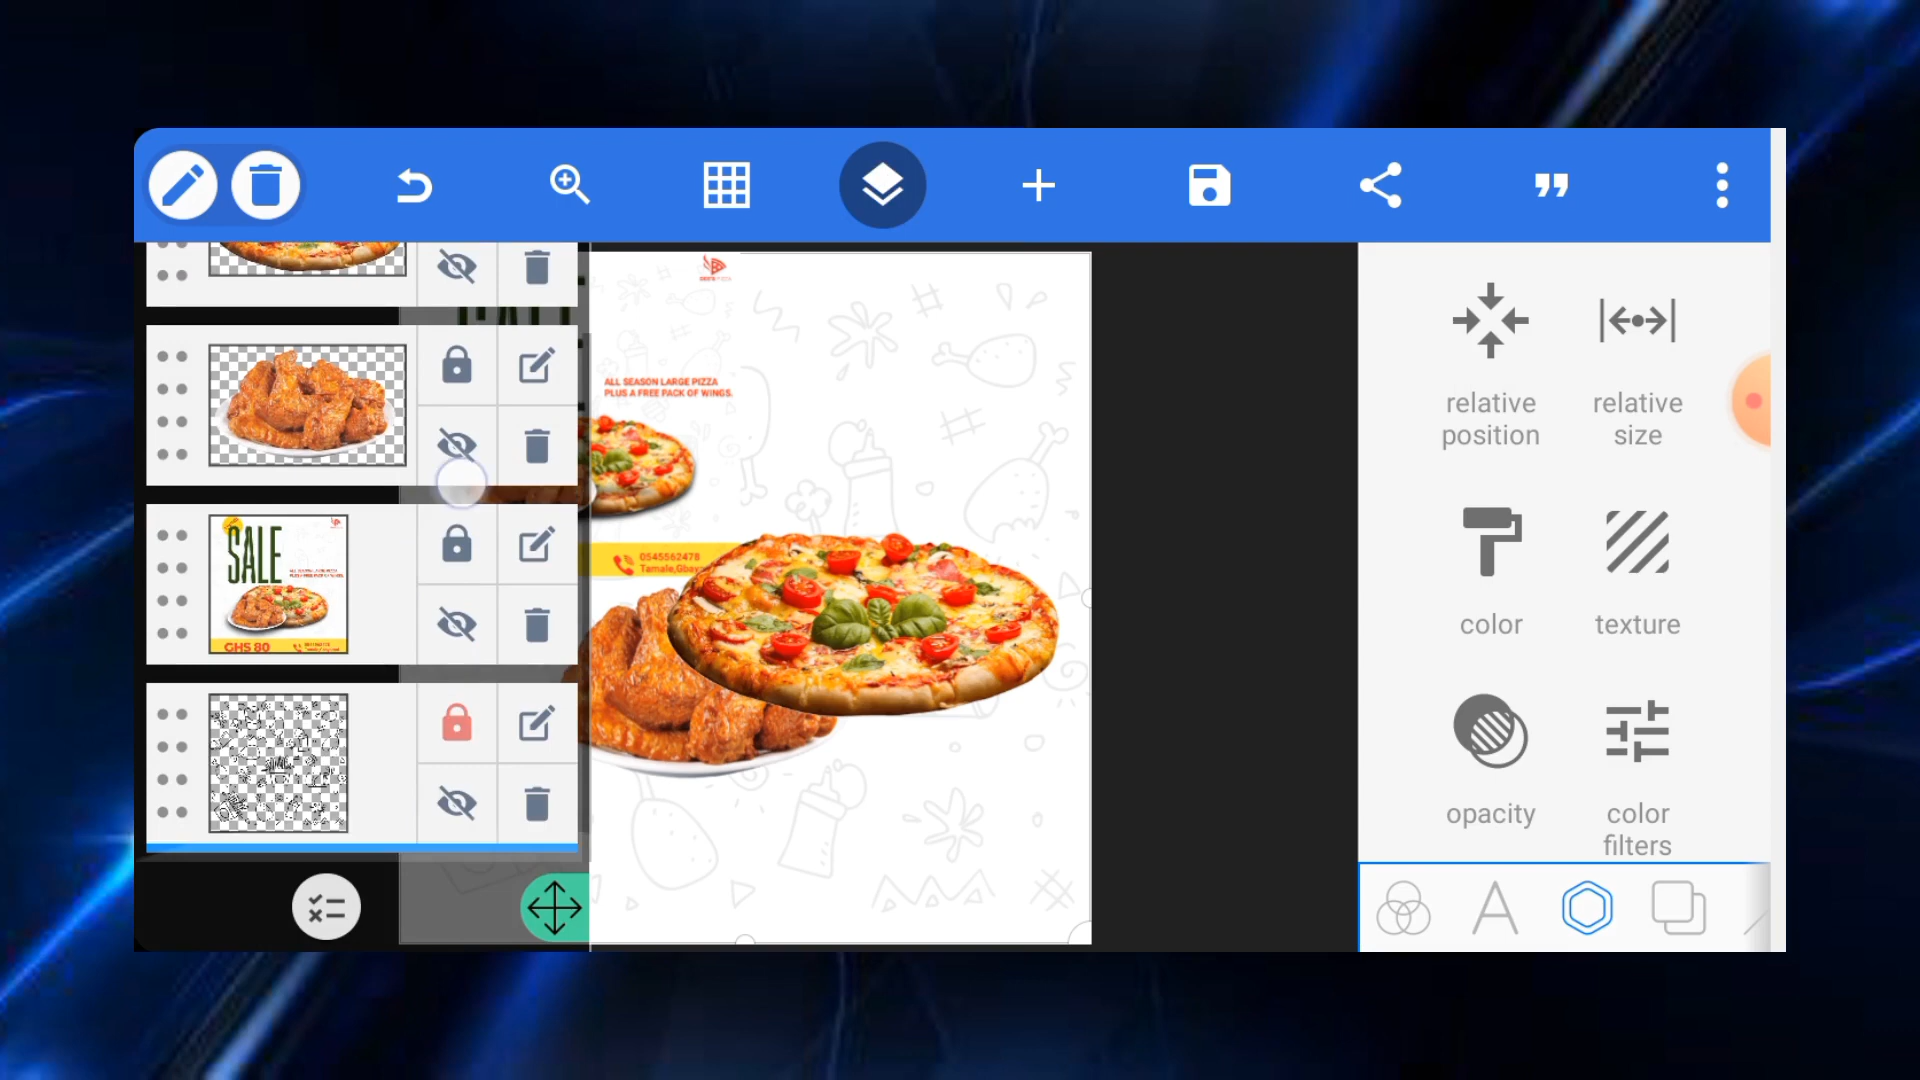 ALL SEASON LARGE PIZZA
PLUS A FREE PACK OF WINGS.
0545562478
SALE
GHS 80
relative
position
relative
size
color
texture
opacity
color
filters